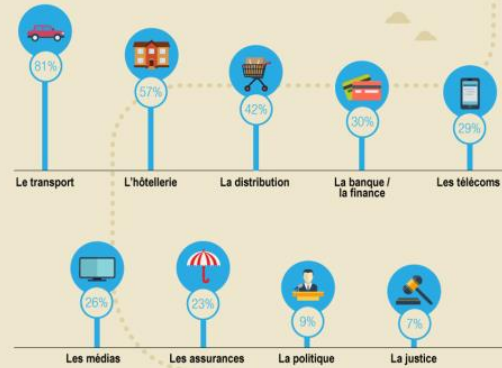 81%
57%
42%
30%
29%
Le transport
L'hôtellerie
La distribution
La banque /
la finance
Les télécoms
26%
23%
9%
7%
Les médias
Les assurances
La politique
La justice